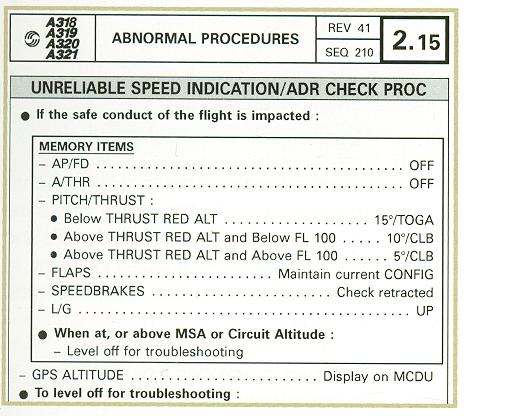 A318
A319
A320
A321
ABNORMAL PROCEDURES
REV 41
SEQ 210
2.15
UNRELIABLE SPEED INDICATION/ADR CHECK PROC
● If the safe conduct of the flight is impacted :
MEMORY ITEMS
– AP/FD ........................................ OFF
– A/THR ........................................ OFF
– PITCH/THRUST :
● Below THRUST RED ALT ...................... 15°/TOGA
● Above THRUST RED ALT and Below FL 100 ..... 10°/CLB
● Above THRUST RED ALT and Above FL 100 ...... 5°/CLB
– FLAPS ....................... Maintain current CONFIG
– SPEEDBRAKES ....................... Check retracted
– L/G ............................................ UP
● When at, or above MSA or Circuit Altitude :
– Level off for troubleshooting
– GPS ALTITUDE ........................ Display on MCDU
● To level off for troubleshooting :